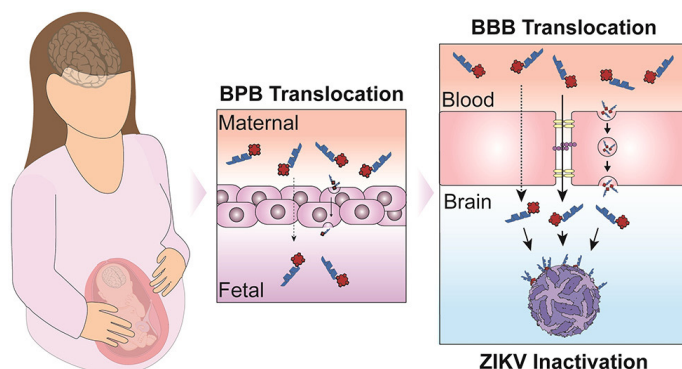 BPB Translocation
Maternal
Fetal
BBB Translocation
Blood
Brain
ZIKV Inactivation